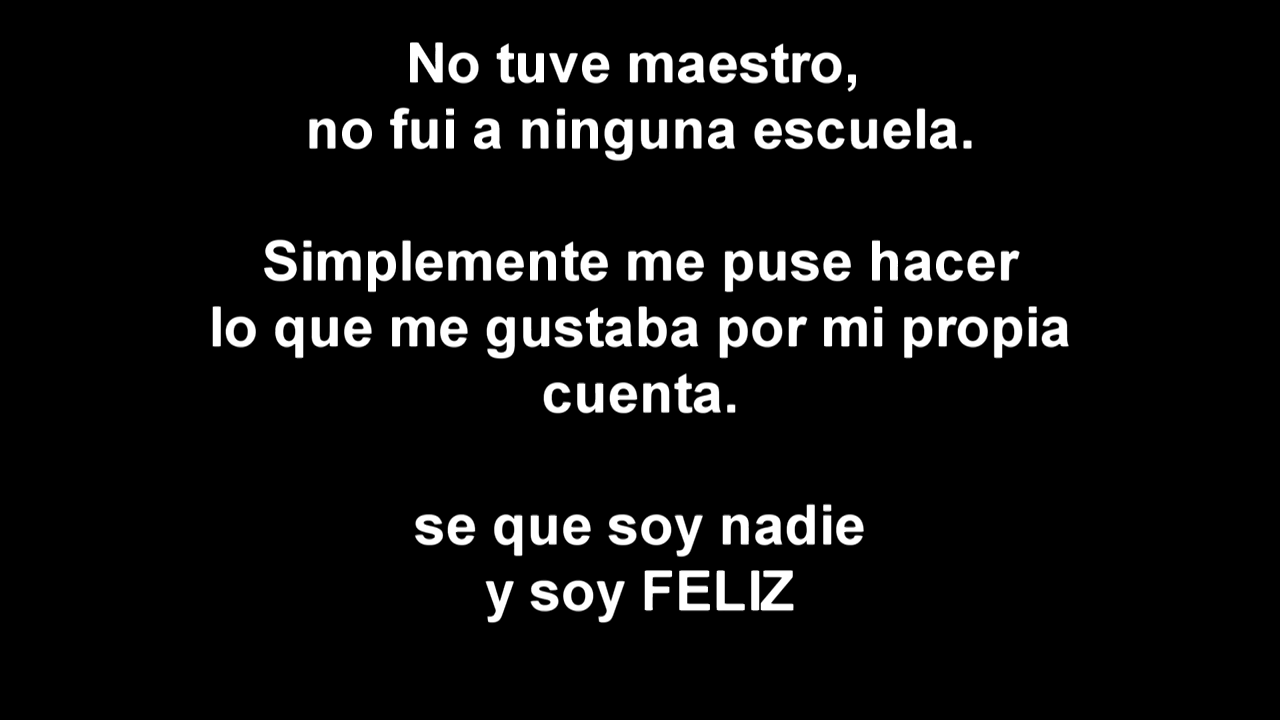 No tuve maestro,
no fui a ninguna escuela.
Simplemente me puse hacer
lo que me gustaba por mi propia
cuenta.
se que soy nadie
y soy FELIZ